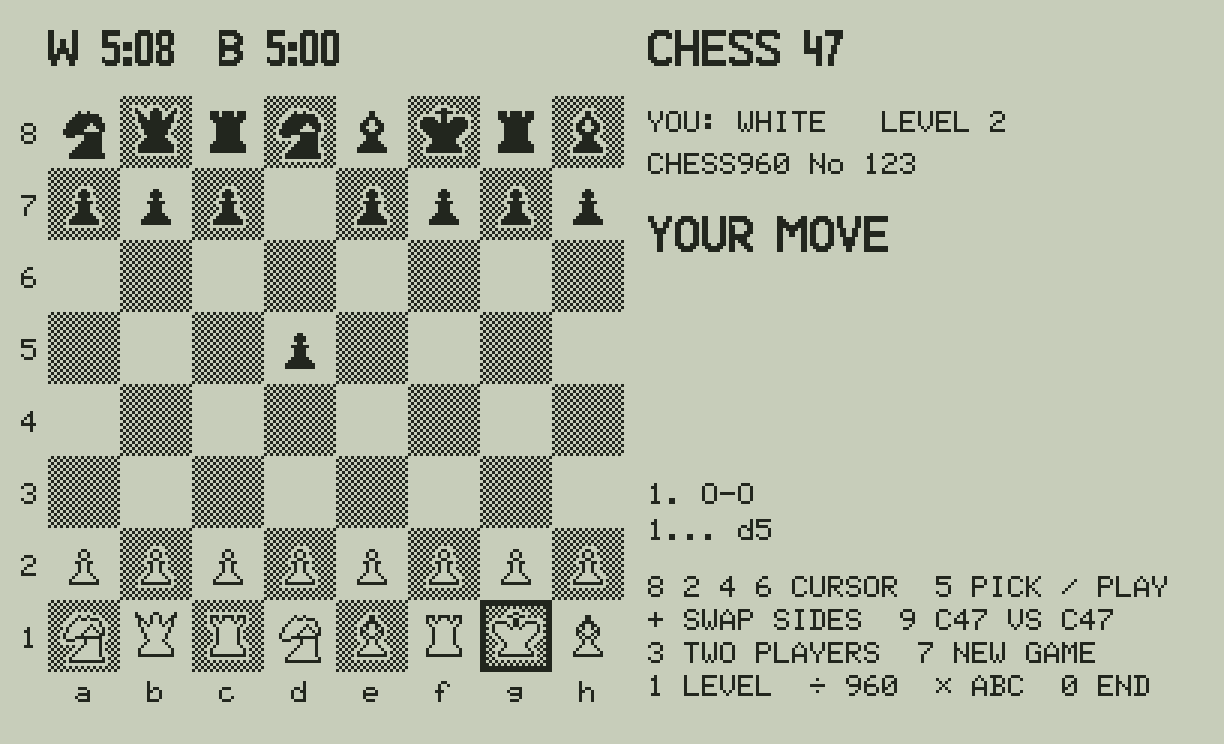 W 5:08 B 5:00
CHESS 47
YOU: WHITE LEVEL 2
CHESS960 No 123
YOUR MOVE
8
7
6
5
4
3
2
1
a b c d e f g h
1. O-O
1... d5
8 2 4 6 CURSOR 5 PICK / PLAY
+ SWAP SIDES 9 C47 VS C47
3 TWO PLAYERS 7 NEW GAME
1 LEVEL ÷ 960 × ABC 0 END